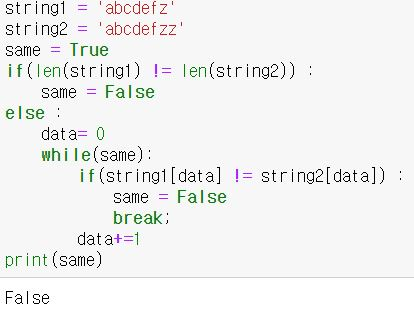 string1 = 'abcdefz'
string2 = 'abcdefzz'
same = True
if(len(string1) != len(string2)) :
    same = False
else :
    data= 0
    while(same):
        if(string1[data] != string2[data]) :
            same = False
            break;
        data+=1
print(same)
False